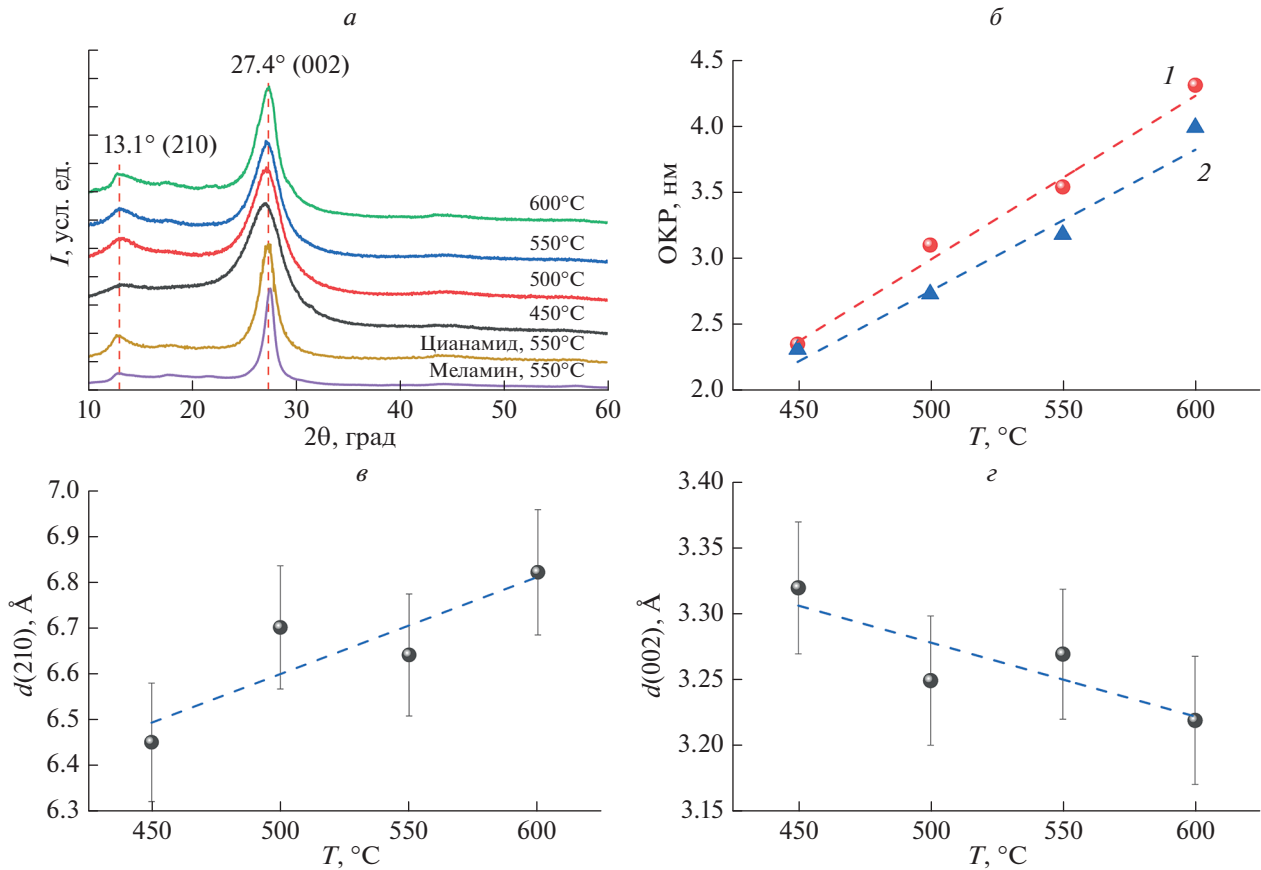 а
27.4° (002)
13.1° (210)
I, усл. ед.
600°C
550°C
500°C
450°C
Цианамид, 550°C
Меламин, 550°C
10 20 30 40 50 60
2θ, град
б
4.5
4.0
3.5
3.0
2.5
2.0
ОКР, нм
1
2
450 500 550 600
T, °C
в
7.0
6.9
6.8
6.7
6.6
6.5
6.4
6.3
d(210), Å
450 500 550 600
T, °C
г
3.40
3.35
3.30
3.25
3.20
3.15
d(002), Å
450 500 550 600
T, °C